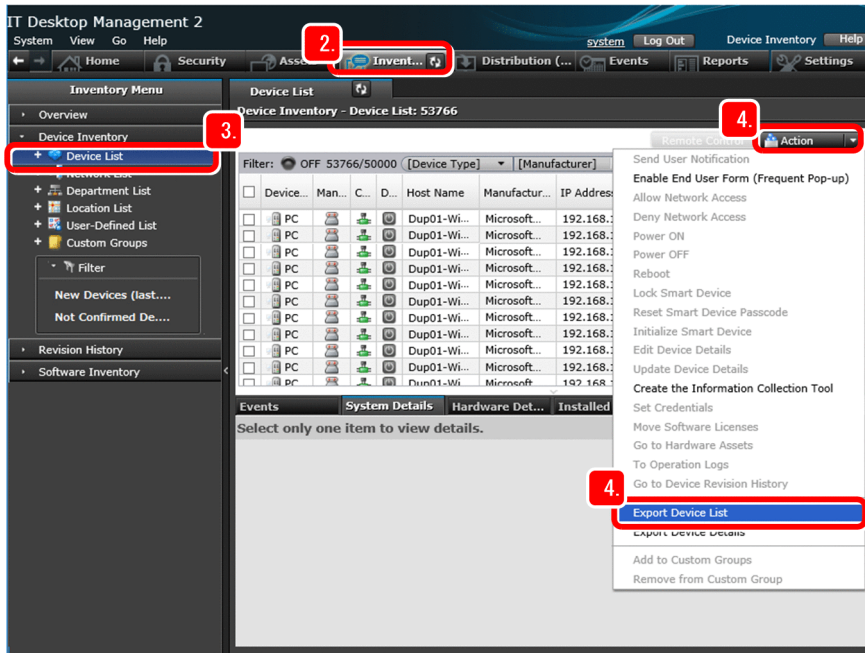 IT Desktop Management 2
System View Go Help
system Log Out Device Inventory Help
2.
Home Security Asse Invent... Distribution (... Events Reports Settings
Inventory Menu
Overview
Device Inventory
3.
Device List
Network List
Department List
Location List
User-Defined List
Custom Groups
Filter
New Devices (last....
Not Confirmed De....
Revision History
Software Inventory
Device List
Device Inventory - Device List: 53766
4.
Remote Control Action
Filter: OFF 53766/50000 [Device Type] [Manufacturer]
Device... Man... C... D... Host Name Manufactur... IP Address
PC Dup01-Wi... Microsoft... 192.168.1
PC Dup01-Wi... Microsoft... 192.168.1
PC Dup01-Wi... Microsoft... 192.168.1
PC Dup01-Wi... Microsoft... 192.168.1
PC Dup01-Wi... Microsoft... 192.168.1
PC Dup01-Wi... Microsoft... 192.168.1
PC Dup01-Wi... Microsoft... 192.168.1
PC Dup01-Wi... Microsoft... 192.168.1
PC Dup01-Wi... Microsoft... 192.168.1
PC Dup01-Wi Microsoft 192.168.1
Events System Details Hardware Det... Installed
Select only one item to view details.
Send User Notification
Enable End User Form (Frequent Pop-up)
Allow Network Access
Deny Network Access
Power ON
Power OFF
Reboot
Lock Smart Device
Reset Smart Device Passcode
Initialize Smart Device
Edit Device Details
Update Device Details
Create the Information Collection Tool
Set Credentials
Move Software Licenses
Go to Hardware Assets
To Operation Logs
Go to Device Revision History
4.
Export Device List
Export Device Details
Add to Custom Groups
Remove from Custom Group